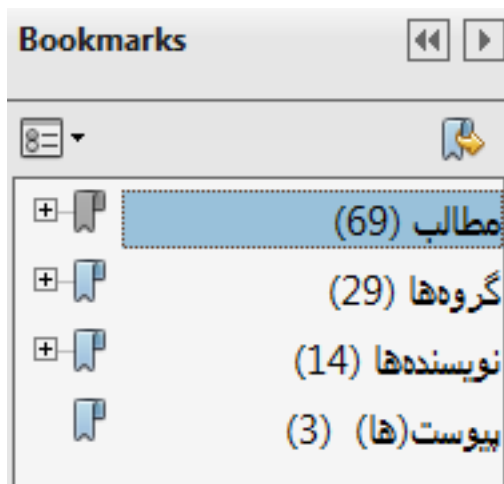 Bookmarks
مطالب (69)
گروه‌ها (29)
نویسنده‌ها (14)
پیوست(ها) (3)